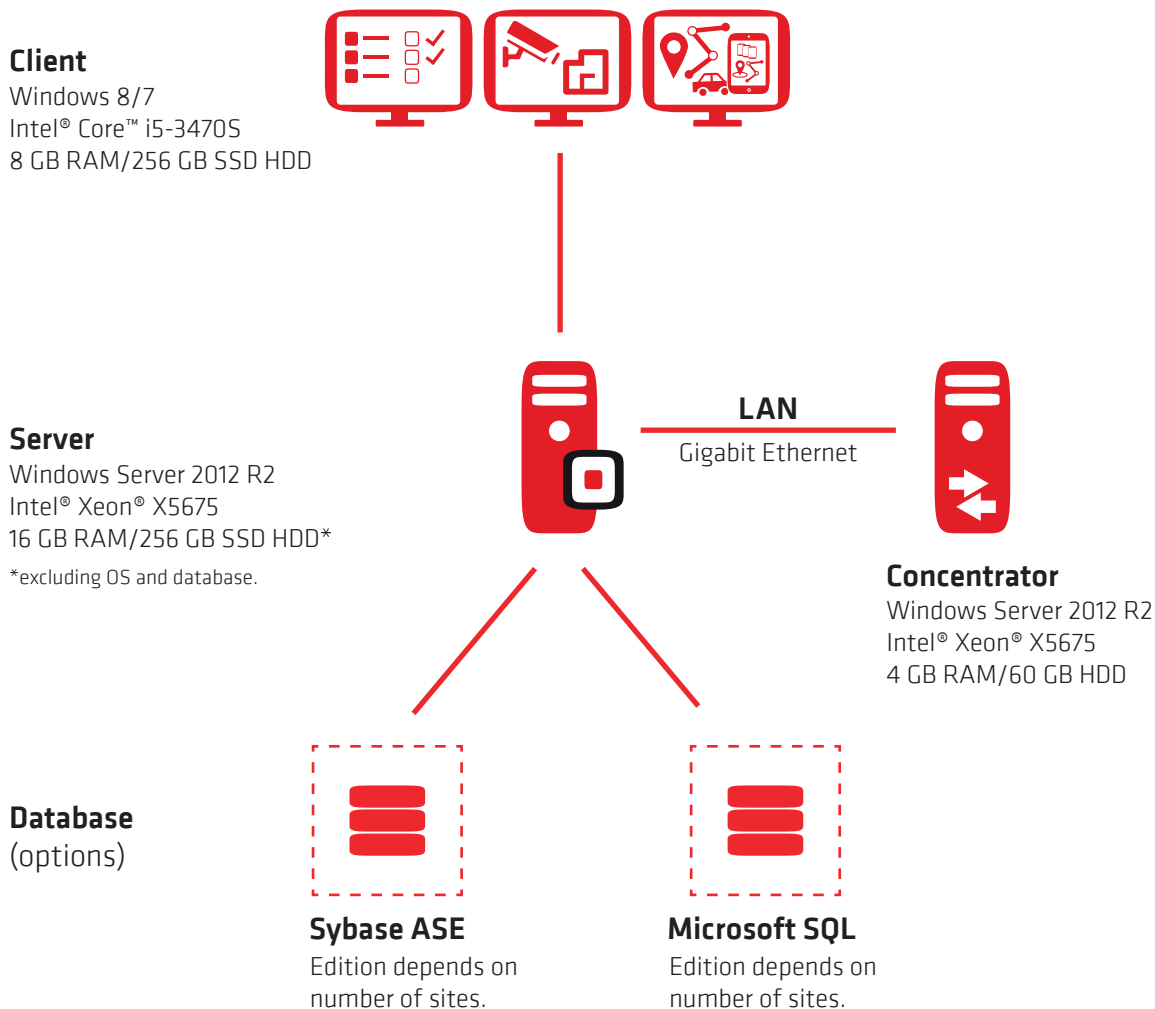 Client
Windows 8/7
Intel® Core™ i5-3470S
8 GB RAM/256 GB SSD HDD
Server
Windows Server 2012 R2
Intel® Xeon® X5675
16 GB RAM/256 GB SSD HDD*
*excluding OS and database.
LAN
Gigabit Ethernet
Concentrator
Windows Server 2012 R2
Intel® Xeon® X5675
4 GB RAM/60 GB HDD
Database
(options)
Sybase ASE
Edition depends on
number of sites.
Microsoft SQL
Edition depends on
number of sites.